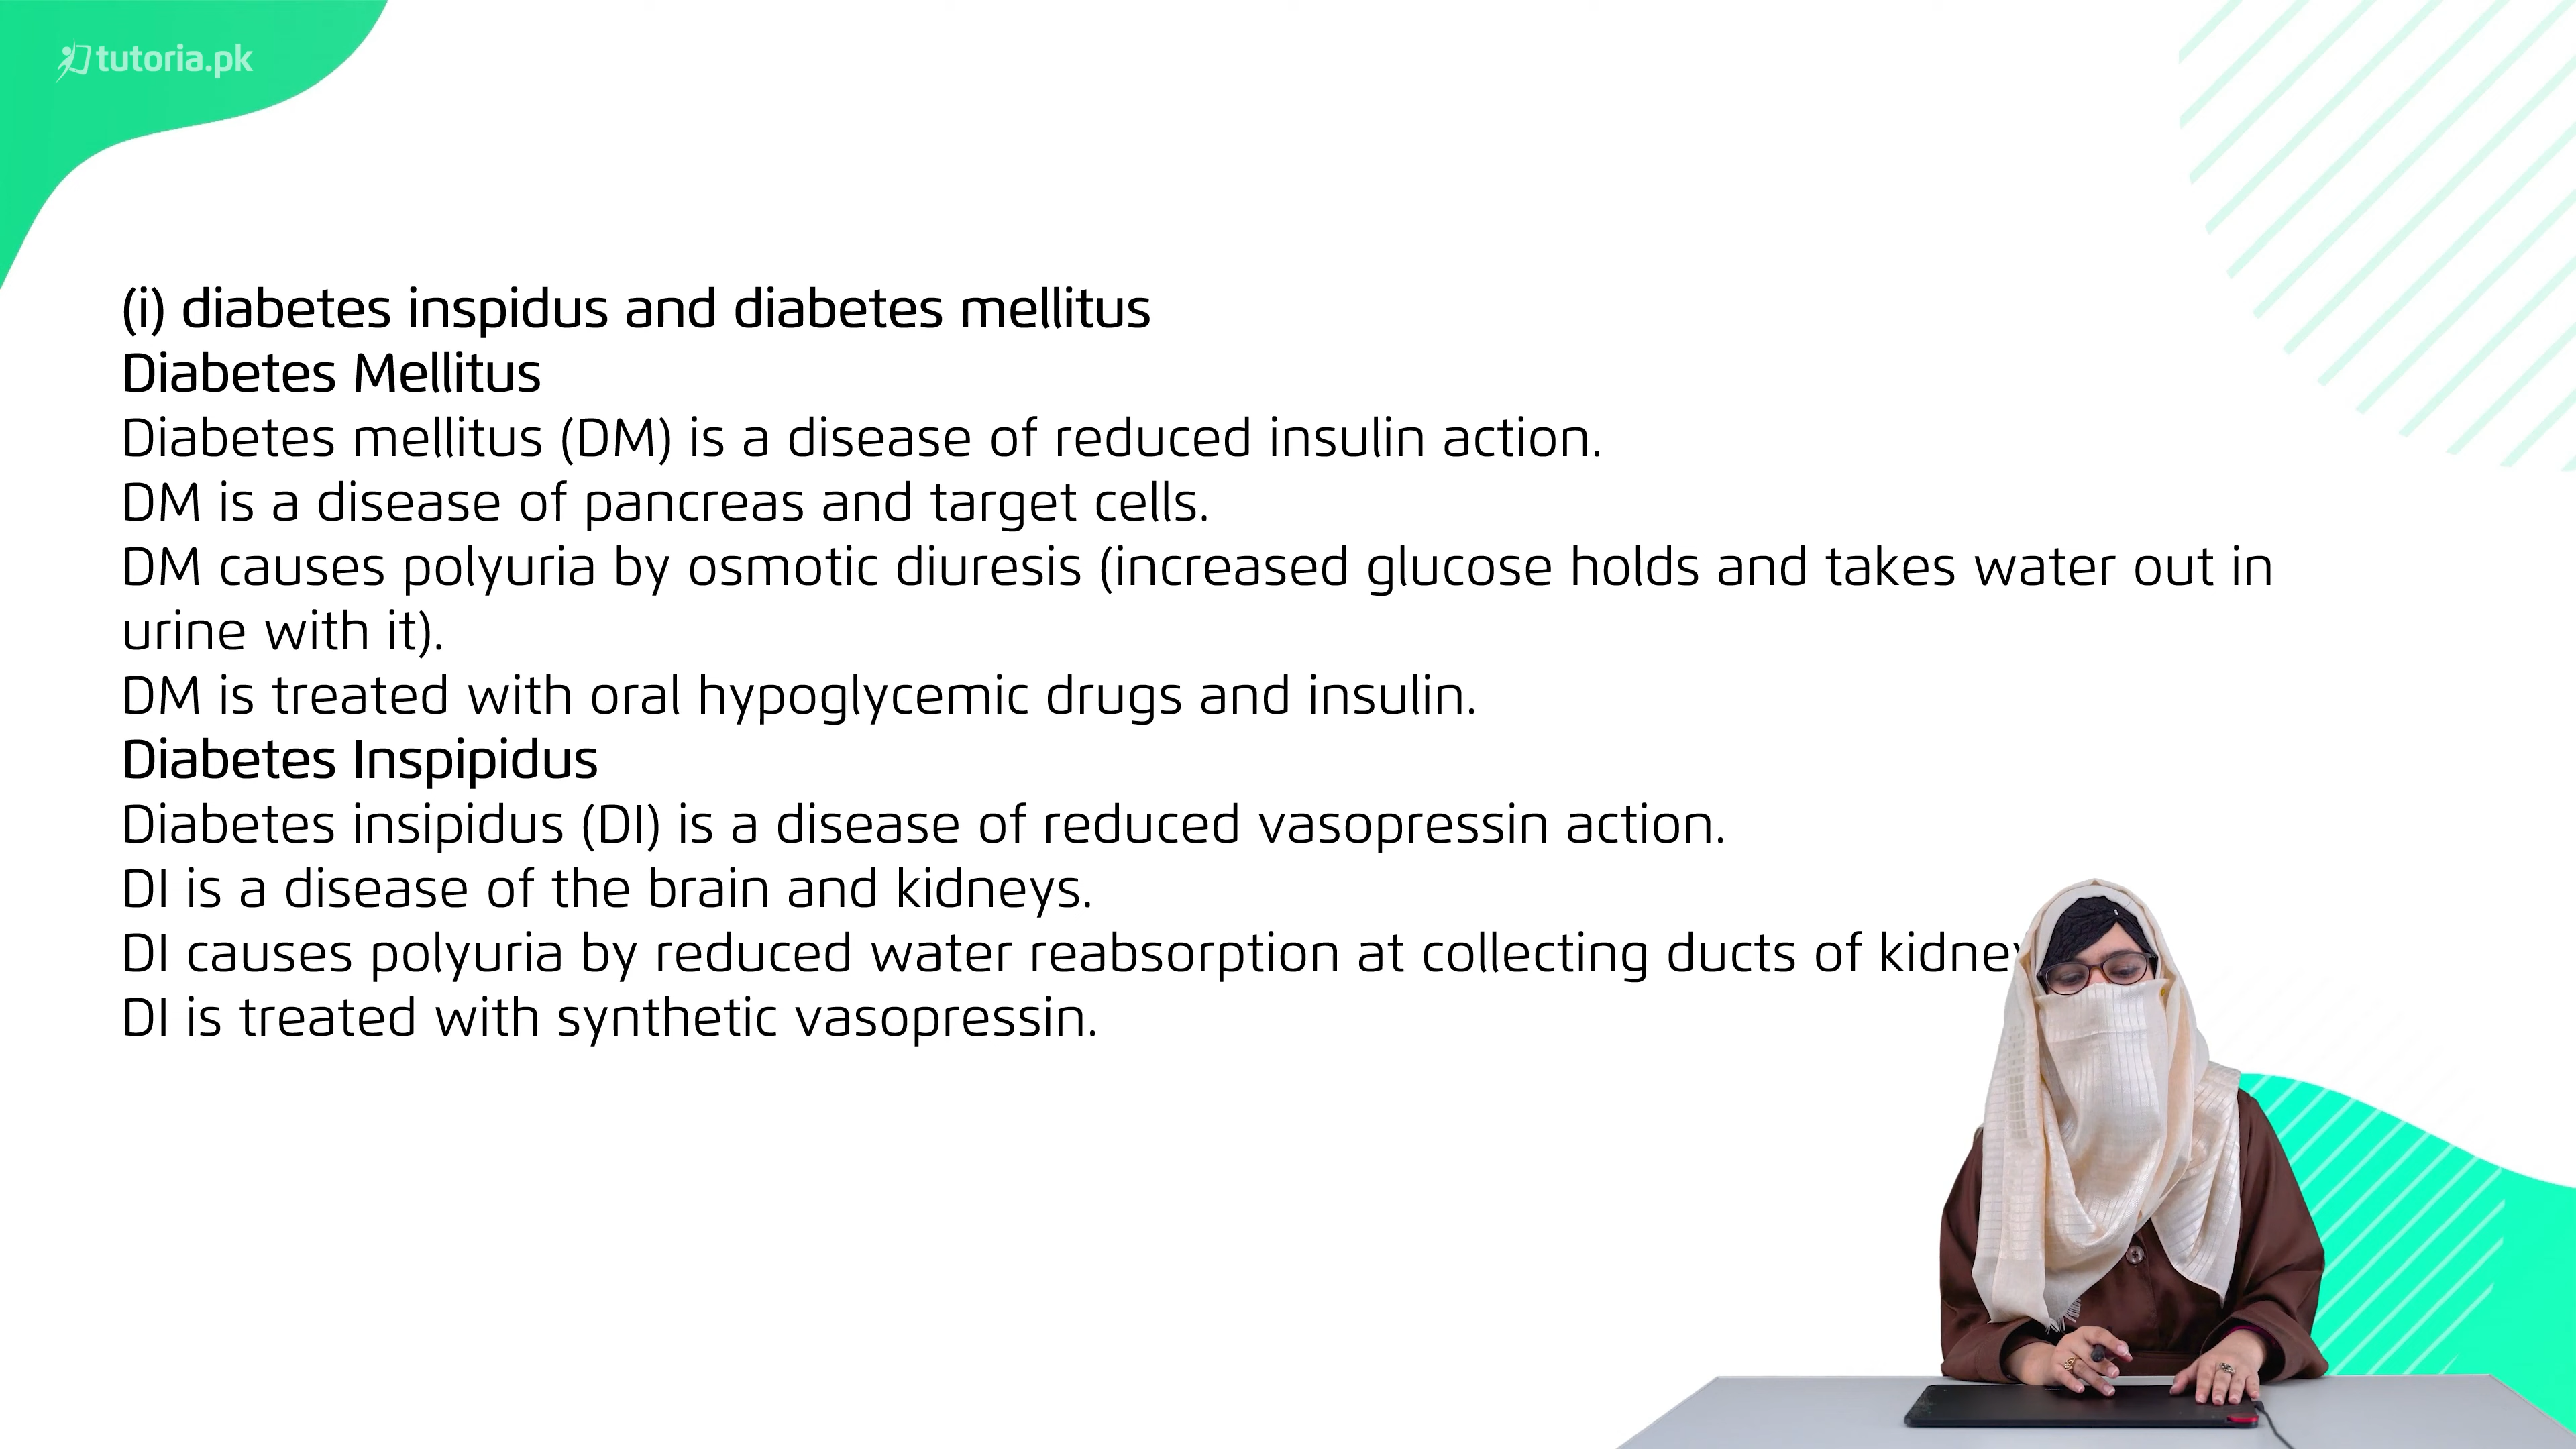 tutoria.pk
(i) diabetes inspidus and diabetes mellitus
Diabetes Mellitus
Diabetes mellitus (DM) is a disease of reduced insulin action.
DM is a disease of pancreas and target cells.
DM causes polyuria by osmotic diuresis (increased glucose holds and takes water out in
urine with it).
DM is treated with oral hypoglycemic drugs and insulin.
Diabetes Inspipidus
Diabetes insipidus (DI) is a disease of reduced vasopressin action.
DI is a disease of the brain and kidneys.
DI causes polyuria by reduced water reabsorption at collecting ducts of
DI is treated with synthetic vasopressin.